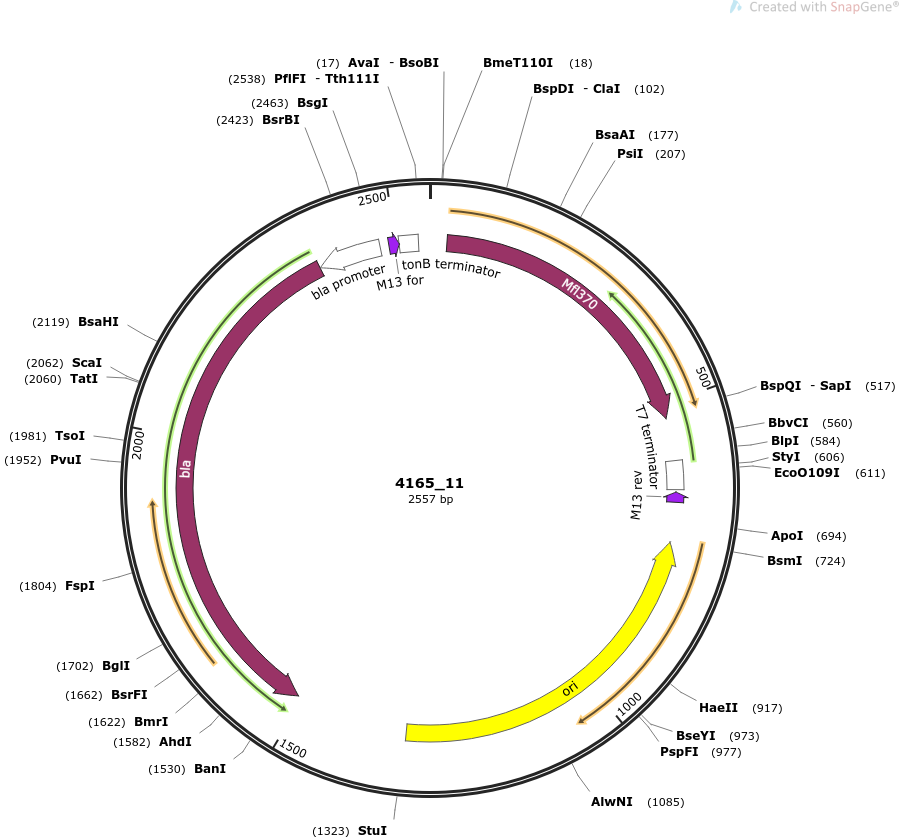 Created with SnapGene®
(17) AvaI - BsoBI
BmeT110I (18)
(2538) PflFI - Tth111I
BspDI - ClaI (102)
(2463) BsgI
(2423) BsrBI
BsaAI (177)
PsiI (207)
2500
tonB terminator
bla promoter
M13 for
Mfl370
(2119) BsaHI
(2062) ScaI
(2060) TatI
500
BspQI - SapI (517)
BbvCI (560)
(1981) TsoI
2000
T7 terminator
BlpI (584)
StyI (606)
(1952) PvuI
bla
EcoO109I (611)
4165_11
2557 bp
M13 rev
ApoI (694)
BsmI (724)
(1804) FspI
(1702) BglI
(1662) BsrFI
ori
1000
HaeII (917)
(1622) BmrI
BseYI (973)
(1582) AhdI
1500
PspFI (977)
(1530) BanI
AlwNI (1085)
(1323) StuI